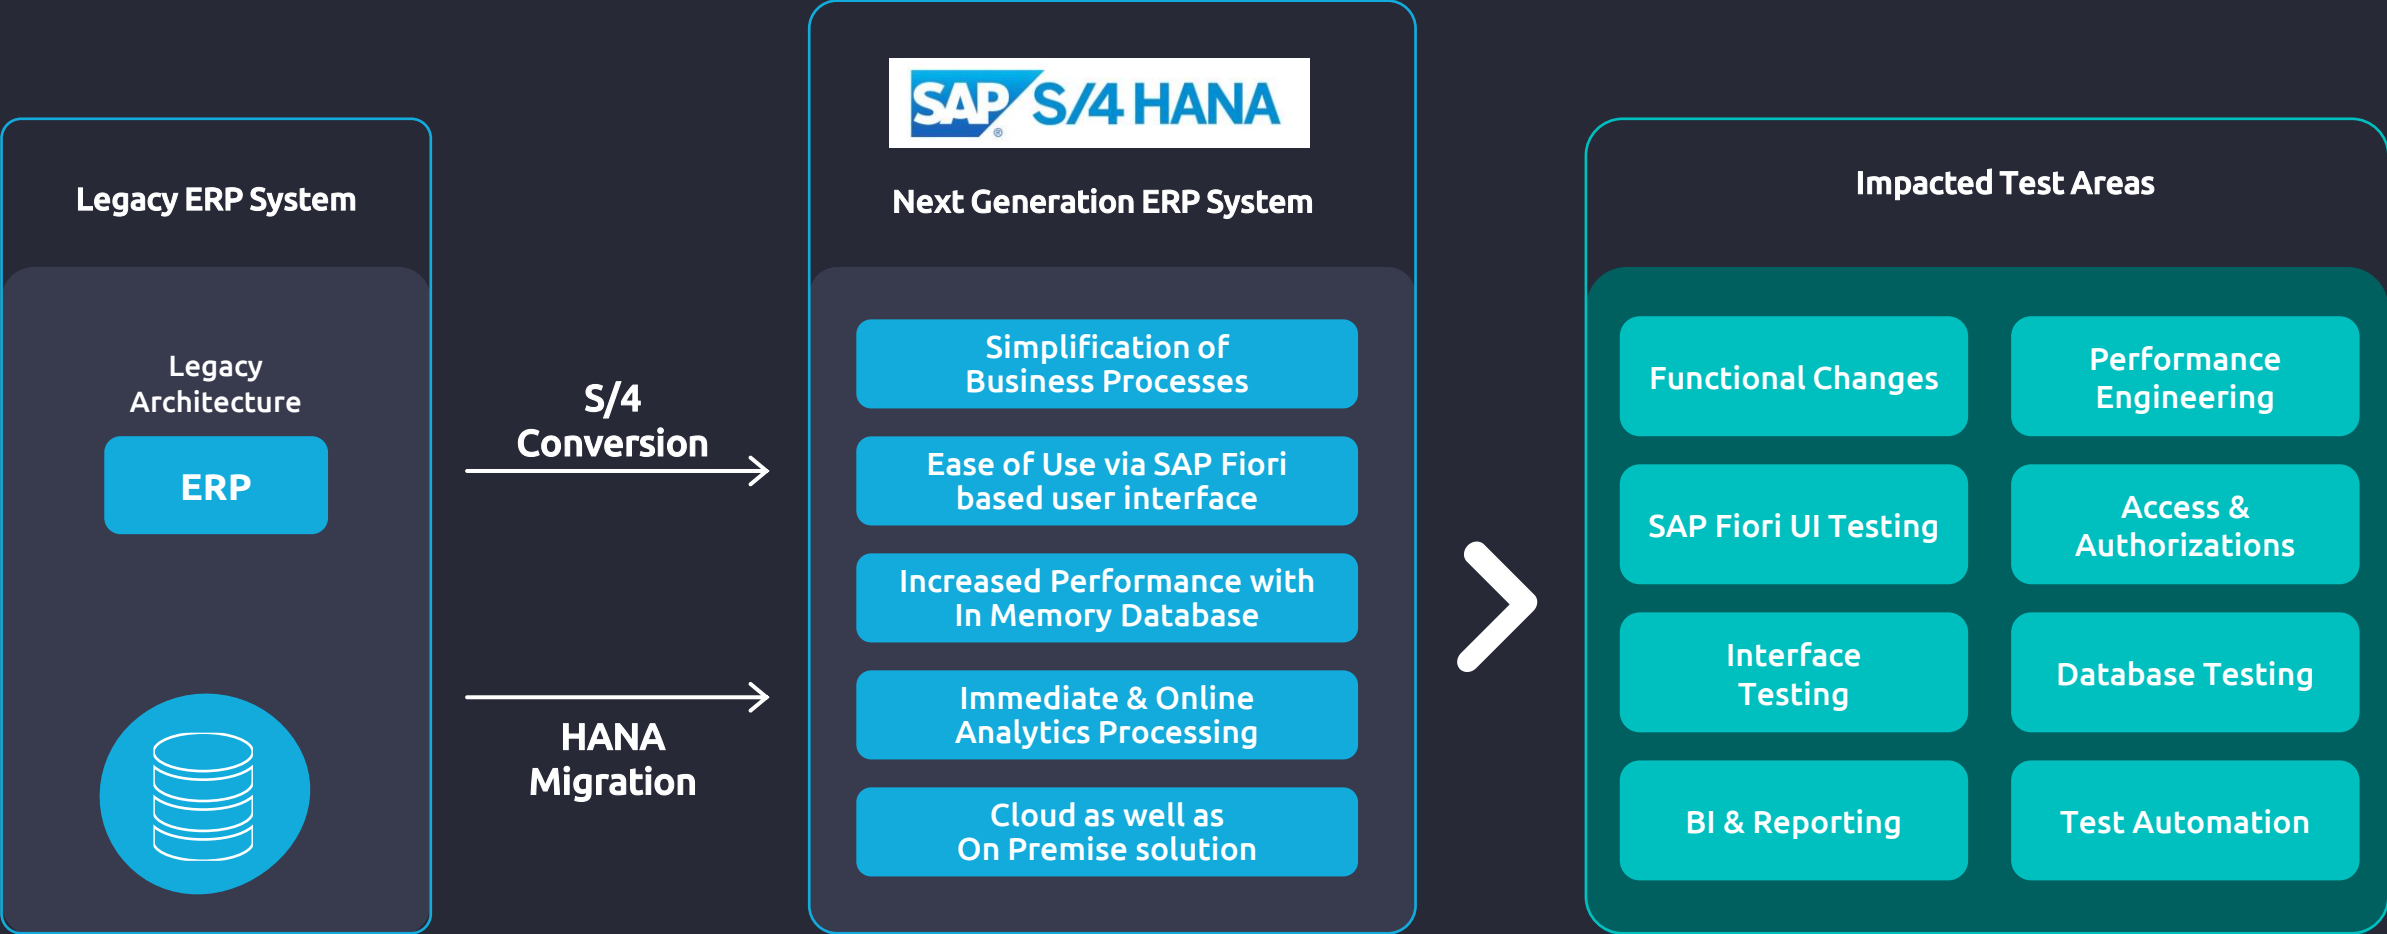 Legacy ERP System
Legacy
Architecture
ERP
S/4
Conversion
HANA
Migration
SAP S/4 HANA
®
Next Generation ERP System
Simplification of
Business Processes
Ease of Use via SAP Fiori
based user interface
Increased Performance with
In Memory Database
Immediate & Online
Analytics Processing
Cloud as well as
On Premise solution
Impacted Test Areas
Functional Changes
Performance
Engineering
SAP Fiori UI Testing
Access &
Authorizations
Interface
Testing
Database Testing
BI & Reporting
Test Automation